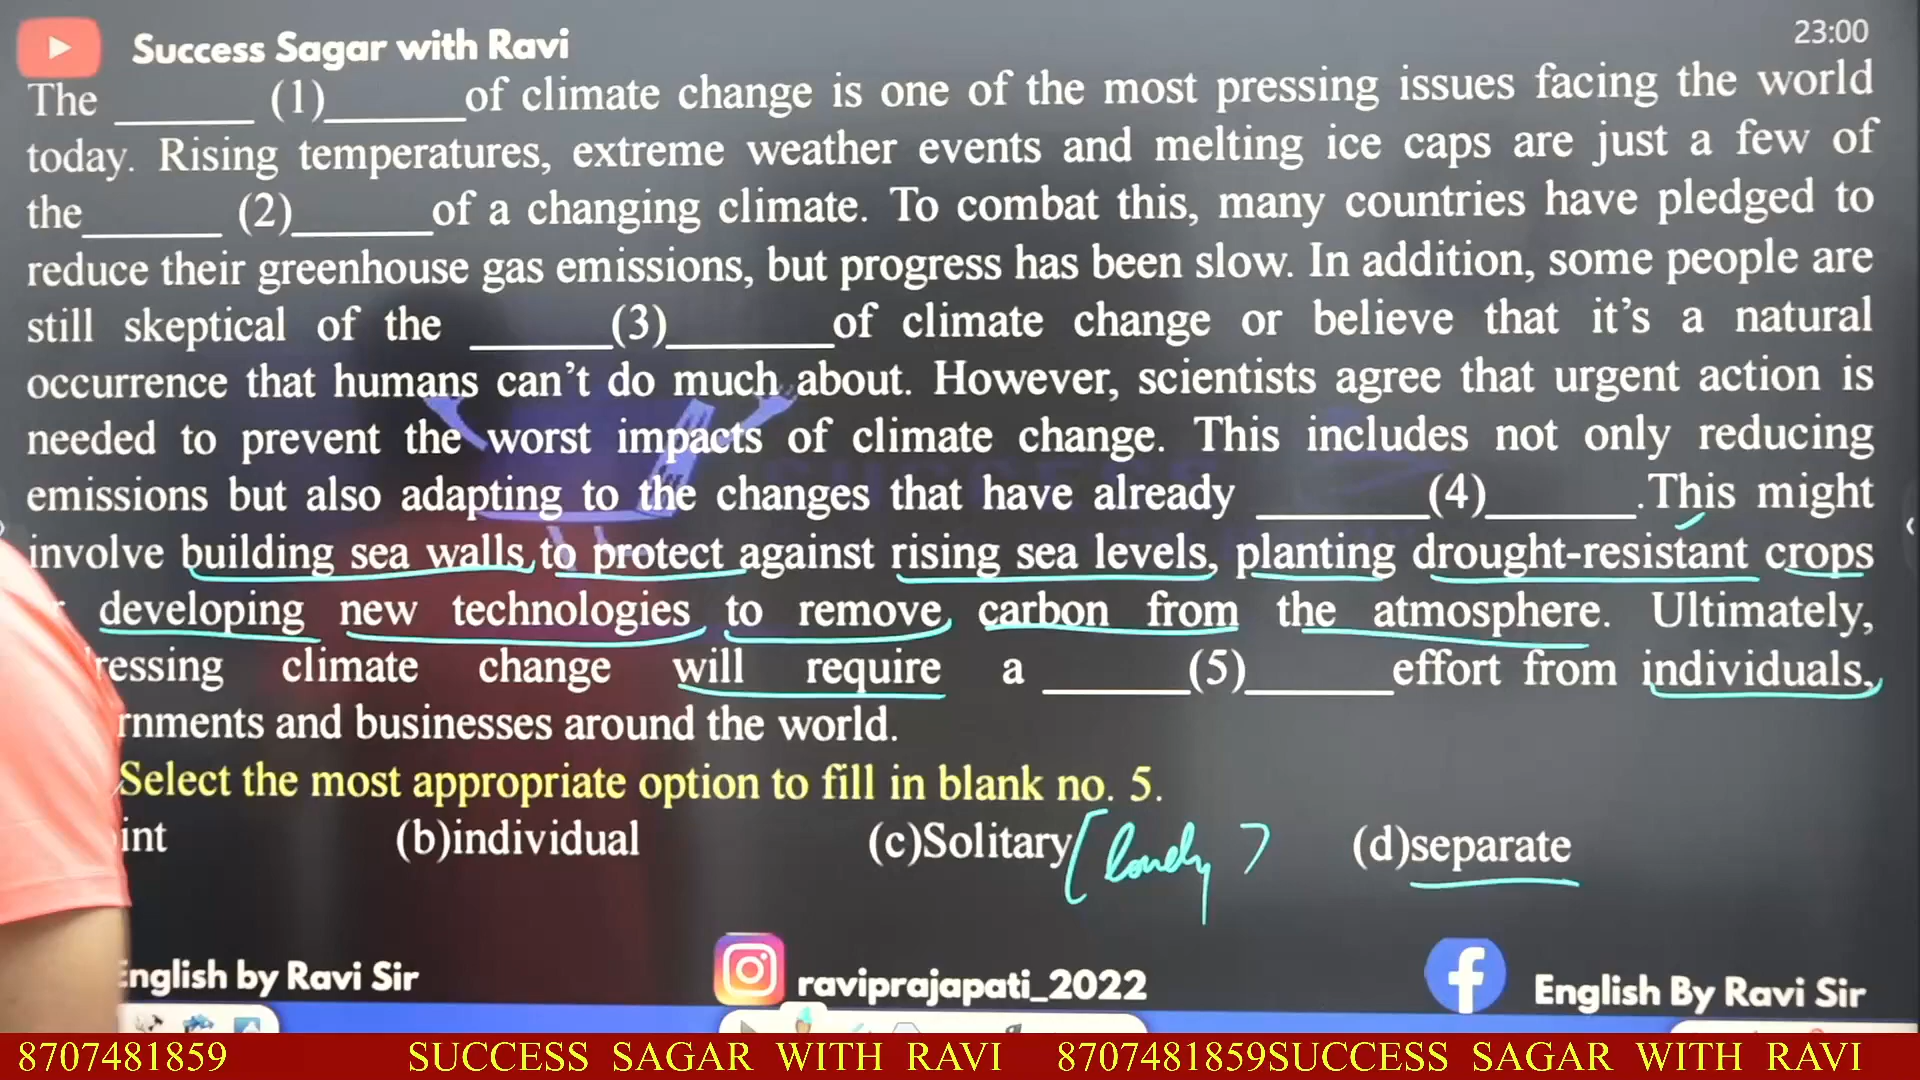 Success Sagar with Ravi
23:00
The ______ (1)______of climate change is one of the most pressing issues facing the world
today. Rising temperatures, extreme weather events and melting ice caps are just a few of
the______ (2)______of a changing climate. To combat this, many countries have pledged to
reduce their greenhouse gas emissions, but progress has been slow. In addition, some people are
still skeptical of the ______(3)_______of climate change or believe that it's a natural
occurrence that humans can't do much about. However, scientists agree that urgent action is
needed to prevent the worst impacts of climate change. This includes not only reducing
emissions but also adapting to the changes that have already _______(4)______.This might
involve building sea walls to protect against rising sea levels, planting drought-resistant crops
developing new technologies to remove carbon from the atmosphere. Ultimately,
ressing climate change will require a ______(5)______effort from individuals,
rnments and businesses around the world.
Select the most appropriate option to fill in blank no. 5.
int (b)individual (c)Solitary (lonely) (d)separate
English by Ravi Sir raviprajapati_2022 English By Ravi Sir
8707481859 SUCCESS SAGAR WITH RAVI 8707481859SUCCESS SAGAR WITH RAVI